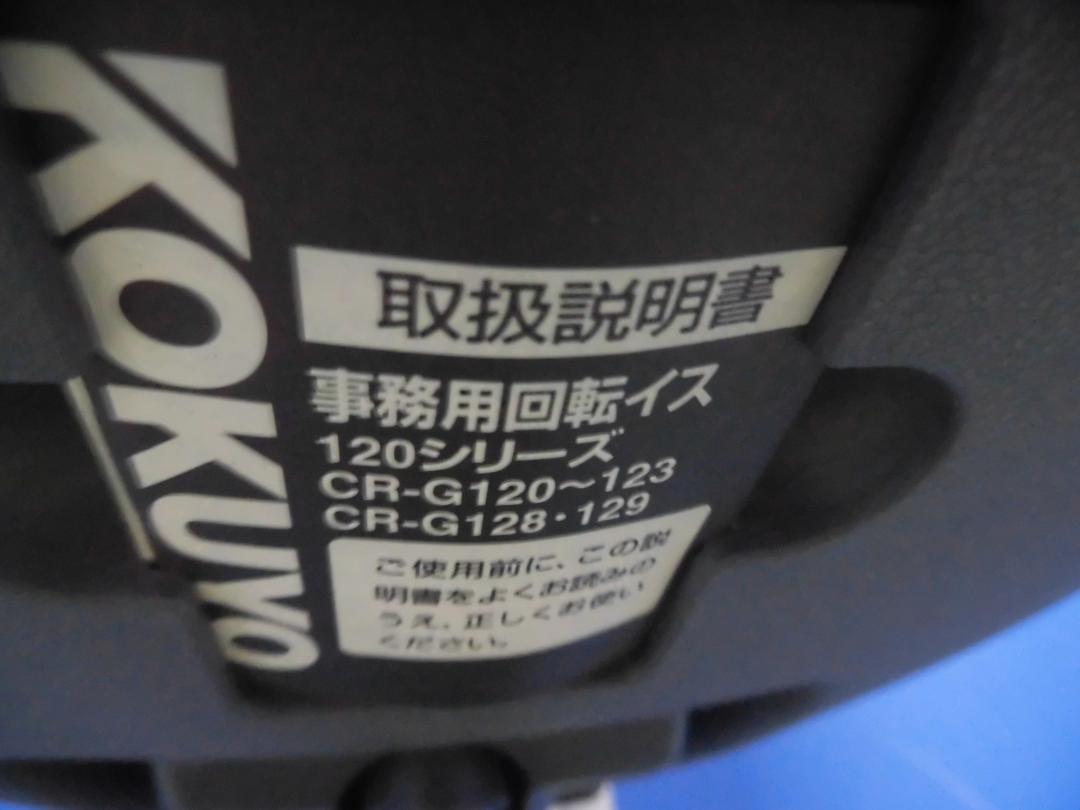 KOKUYO
取扱説明書
事務用回転イス
120シリーズ
CR-G120～123
CR-G128・129
ご使用前に、この説
明書をよくお読みの
うえ、正しくお使い
ください。